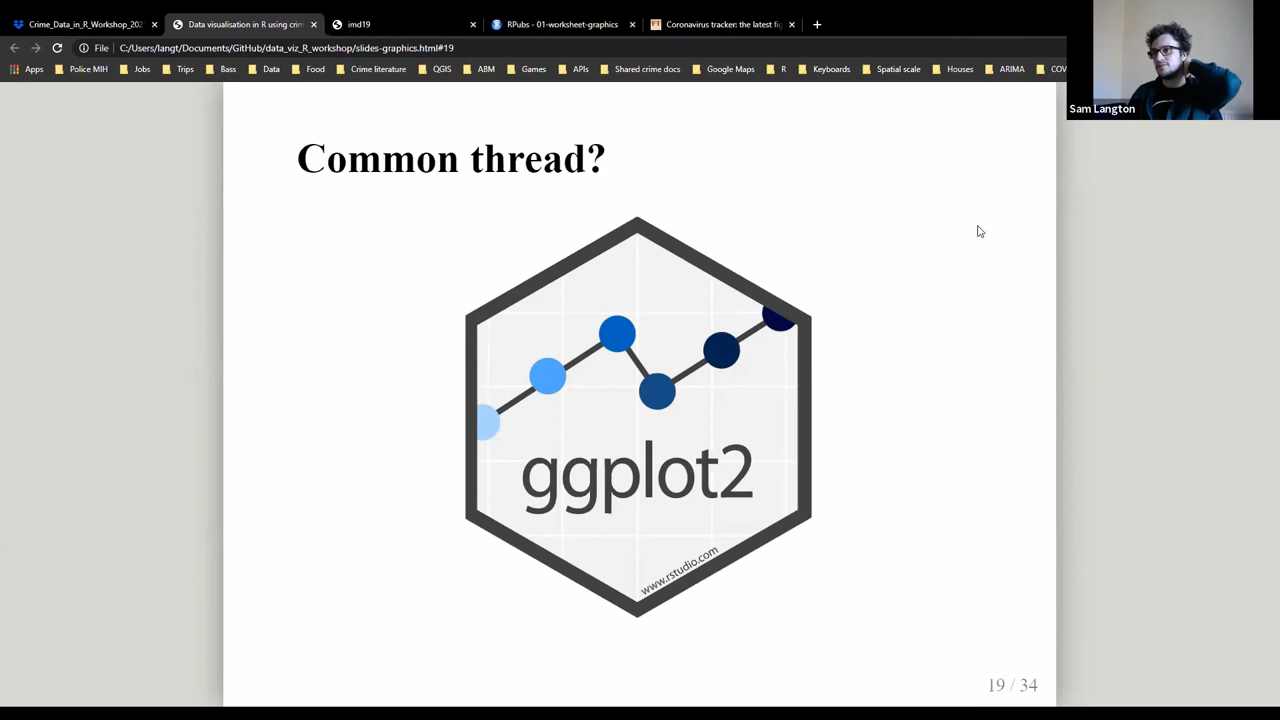 Crime_Data_in_R_Workshop_202
Data visualisation in R using crim
imd19
RPubs - 01-worksheet-graphics
Coronavirus tracker: the latest fig
File
C:/Users/langt/Documents/GitHub/data_viz_R_workshop/slides-graphics.html#19
Apps
Police MIH
Jobs
Trips
Bass
Data
Food
Crime literature
QGIS
ABM
Games
APIs
Shared crime docs
Google Maps
R
Keyboards
Spatial scale
Houses
ARIMA
COV
Sam Langton
Common thread?
ggplot2
www.rstudio.com
19 / 34